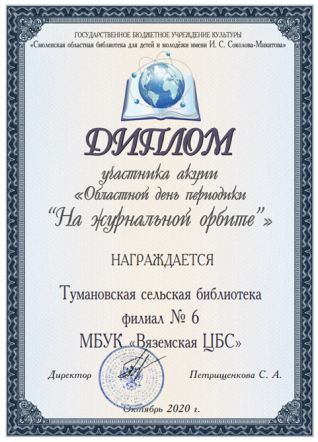 ГОСУДАРСТВЕННОЕ БЮДЖЕТНОЕ УЧРЕЖДЕНИЕ КУЛЬТУРЫ
«Смоленская областная библиотека для детей и молодёжи имени И. С. Соколова-Микитова»
ДИПЛОМ
участника акции
«Областной день периодики
“На журнальной орбите”»
НАГРАЖДАЕТСЯ
Тумановская сельская библиотека
филиал № 6
МБУК «Вяземская ЦБС»
Директор Петрищенкова С. А.
Октябрь 2020 г.